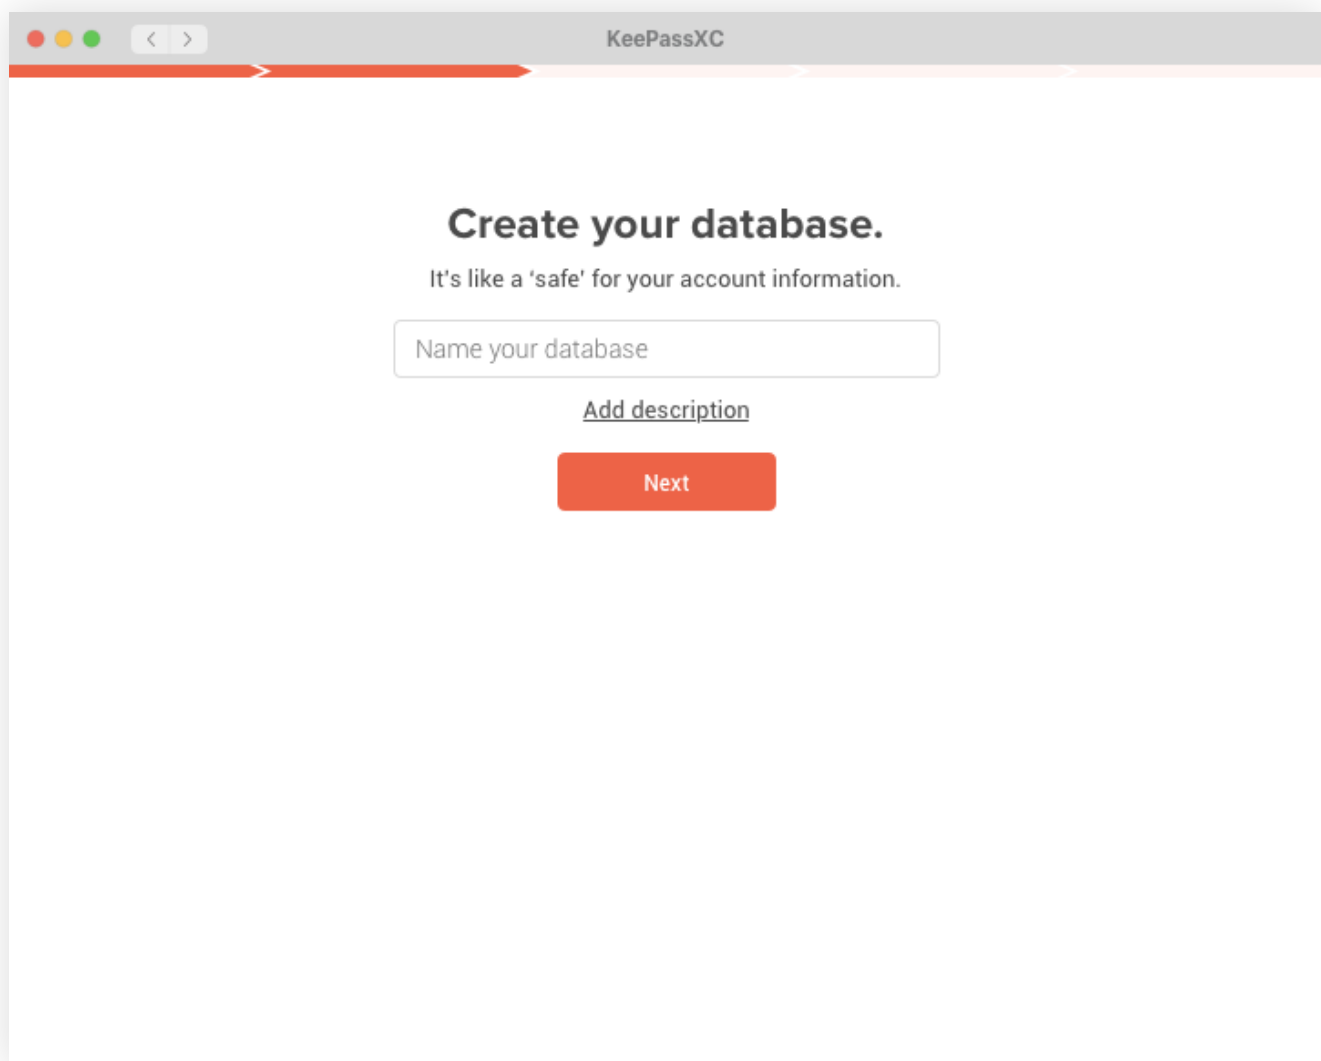 KeePassXC
Create your database.
It's like a ‘safe’ for your account information.
Name your database
Add description
Next